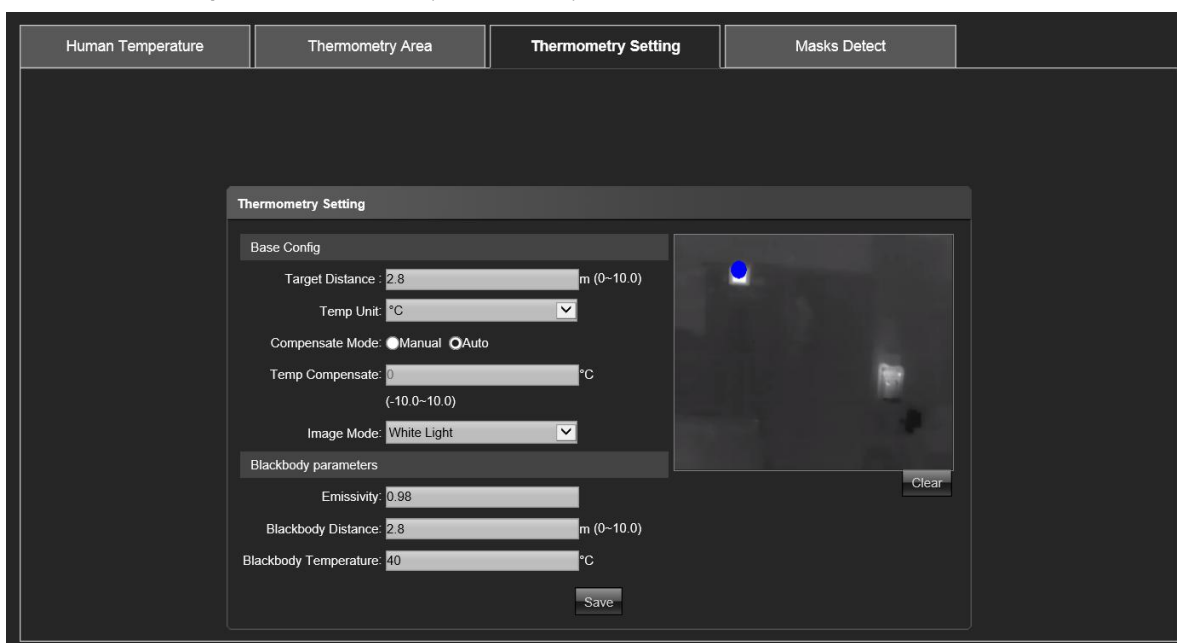 Human Temperature Thermometry Area Thermometry Setting Masks Detect
Thermometry Setting
Base Config
Target Distance : 2.8 m (0~10.0)
Temp Unit: °C
Compensate Mode: Manual Auto
Temp Compensate: 0 °C
(-10.0~10.0)
Image Mode: White Light
Blackbody parameters
Clear
Emissivity: 0.98
Blackbody Distance: 2.8 m (0~10.0)
Blackbody Temperature: 40 °C
Save